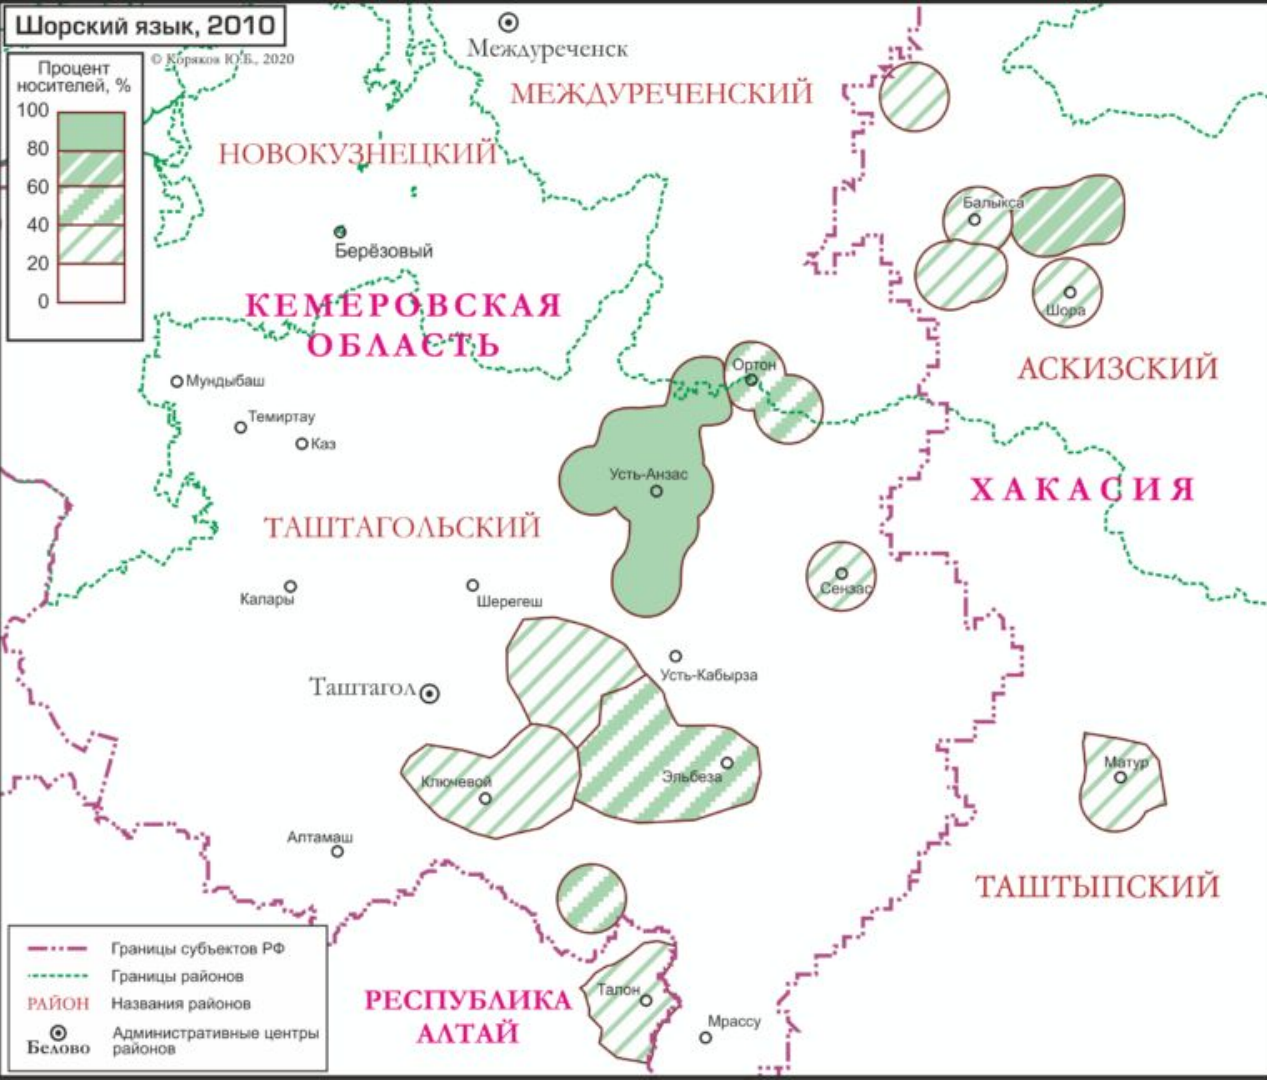 Шорский язык, 2010
© Коряков Ю.Б., 2020
Процент
носителей, %
100
80
60
40
20
0
Междуреченск
МЕЖДУРЕЧЕНСКИЙ
НОВОКУЗНЕЦКИЙ
Балыкса
Берёзовый
КЕМЕРОВСКАЯ
ОБЛАСТЬ
Шора
Ортон
АСКИЗСКИЙ
Мундыбаш
Темиртау
Каз
Усть-Анзас
ХАКАСИЯ
ТАШТАГОЛЬСКИЙ
Сензас
Калары
Шерегеш
Усть-Кабырза
Таштагол
Матур
Эльбеза
Ключевой
Алтамаш
ТАШТЫПСКИЙ
Границы субъектов РФ
Границы районов
РАЙОН Названия районов
Белово Административные центры
районов
РЕСПУБЛИКА
АЛТАЙ
Талон
Мрассу